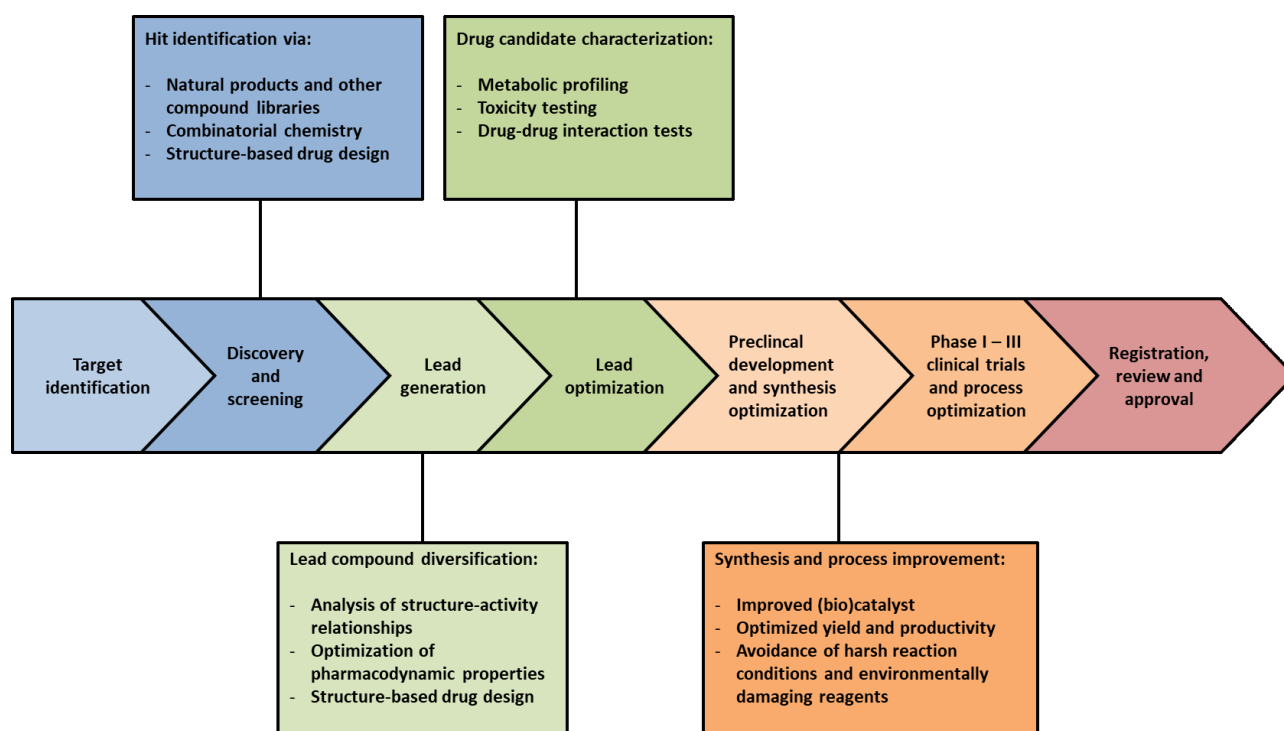 Hit identification via:
- Natural products and other
compound libraries
- Combinatorial chemistry
- Structure-based drug design
Drug candidate characterization:
- Metabolic profiling
- Toxicity testing
- Drug-drug interaction tests
Target
identification
Discovery
and
screening
Lead
generation
Lead
optimization
Preclincal
development
and synthesis
optimization
Phase I – III
clinical trials
and process
optimization
Registration,
review and
approval
Lead compound diversification:
- Analysis of structure-activity
relationships
- Optimization of
pharmacodynamic properties
- Structure-based drug design
Synthesis and process improvement:
- Improved (bio)catalyst
- Optimized yield and productivity
- Avoidance of harsh reaction
conditions and environmentally
damaging reagents